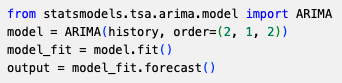 from statsmodels.tsa.arima.model import ARIMA
model = ARIMA(history, order=(2, 1, 2))
model_fit = model.fit()
output = model_fit.forecast()